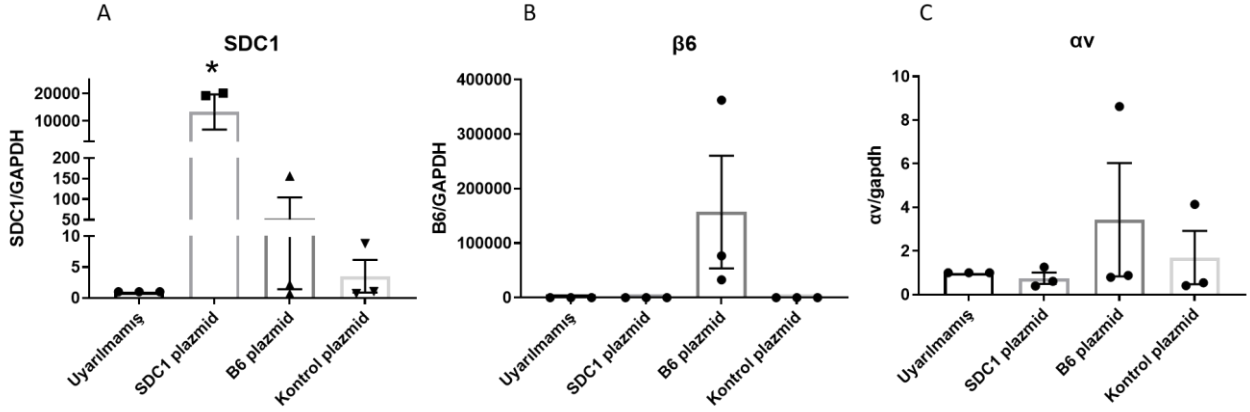 A
SDC1
*
SDC1/GAPDH
20000
10000
200
150
100
50
10
5
0
Uyarılmamış
SDC1 plazmid
B6 plazmid
Kontrol plazmid
B
β6
B6/GAPDH
400000
300000
200000
100000
0
Uyarılmamış
SDC1 plazmid
B6 plazmid
Kontrol plazmid
C
αv
αv/gapdh
10
8
6
4
2
0
Uyarılmamış
SDC1 plazmid
B6 plazmid
Kontrol plazmid